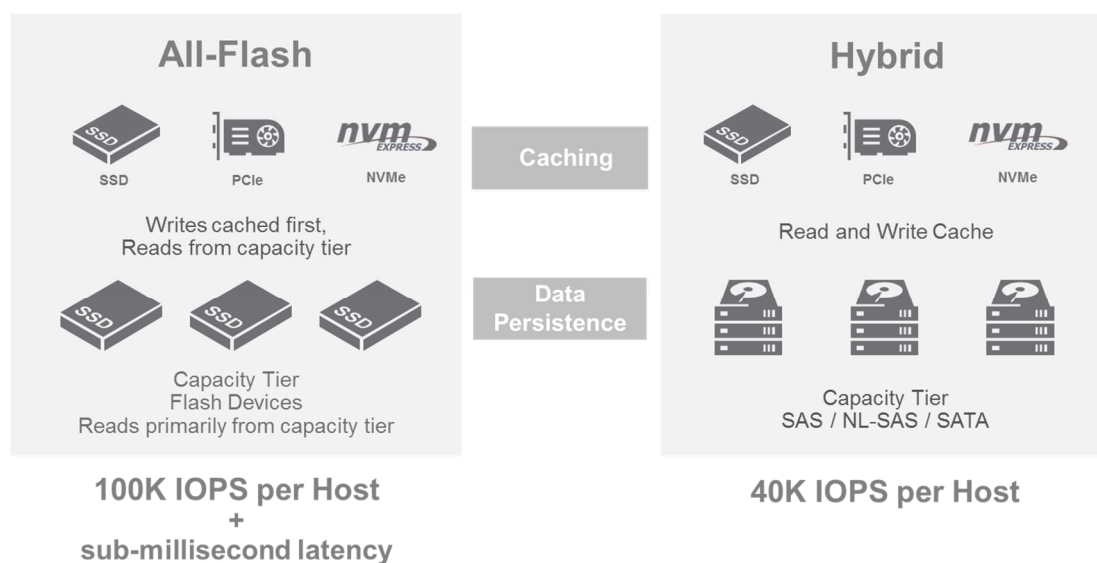 All-Flash
SSD
SSD
PCIe
nvm
EXPRESS
NVMe
Writes cached first,
Reads from capacity tier
SSD
SSD
SSD
Capacity Tier
Flash Devices
Reads primarily from capacity tier
100K IOPS per Host
+
sub-millisecond latency
Caching
Data
Persistence
Hybrid
SSD
SSD
PCIe
nvm
EXPRESS
NVMe
Read and Write Cache
Capacity Tier
SAS / NL-SAS / SATA
40K IOPS per Host